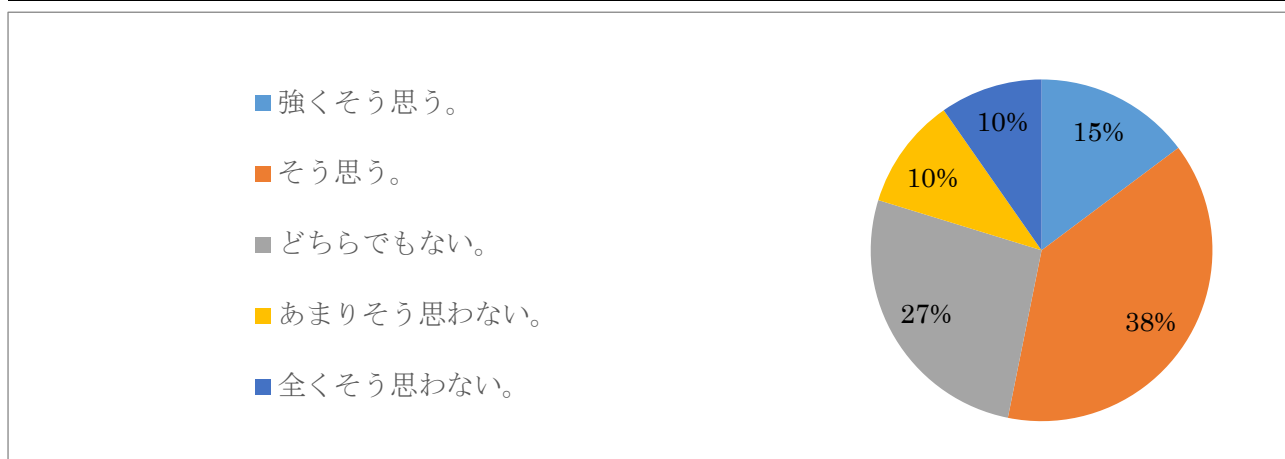 強くそう思う。
そう思う。
どちらでもない。
あまりそう思わない。
全くそう思わない。
15%
38%
27%
10%
10%